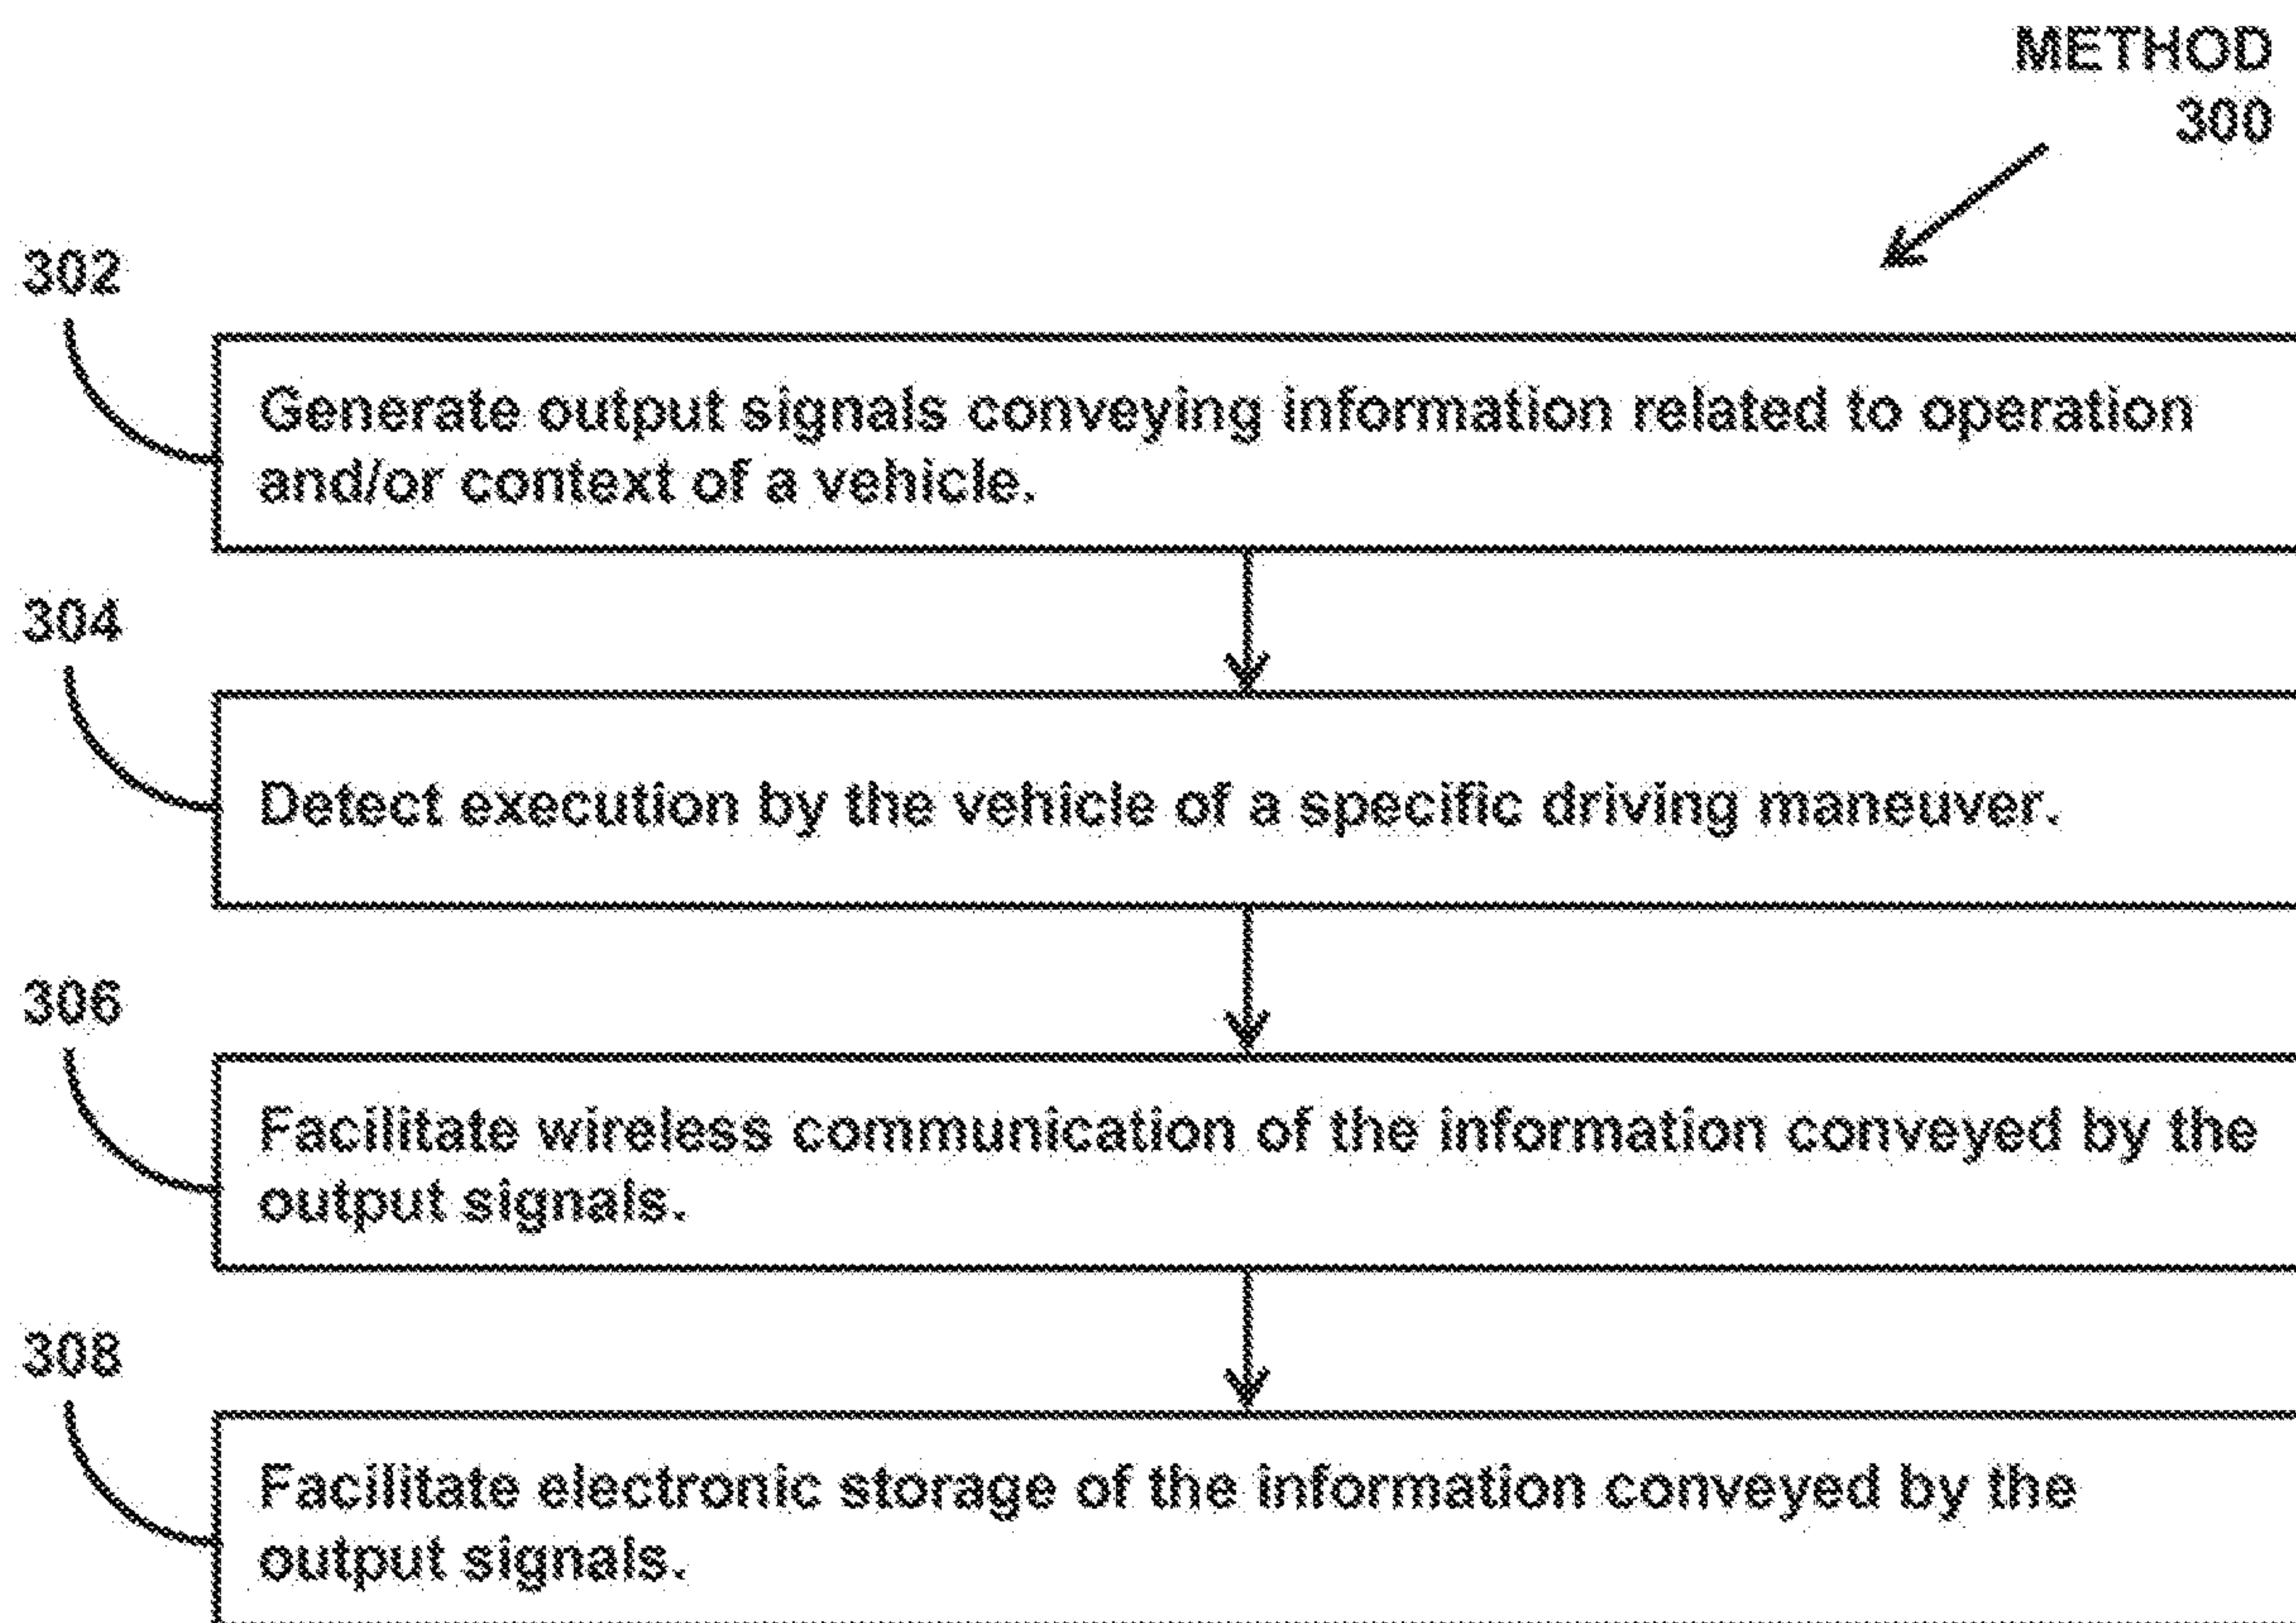 METHOD
300
302
Generate output signals conveying information related to operation
and/or context of a vehicle.
304
Detect execution by the vehicle of a specific driving maneuver.
306
Facilitate wireless communication of the information conveyed by the
output signals.
308
Facilitate electronic storage of the information conveyed by the
output signals.